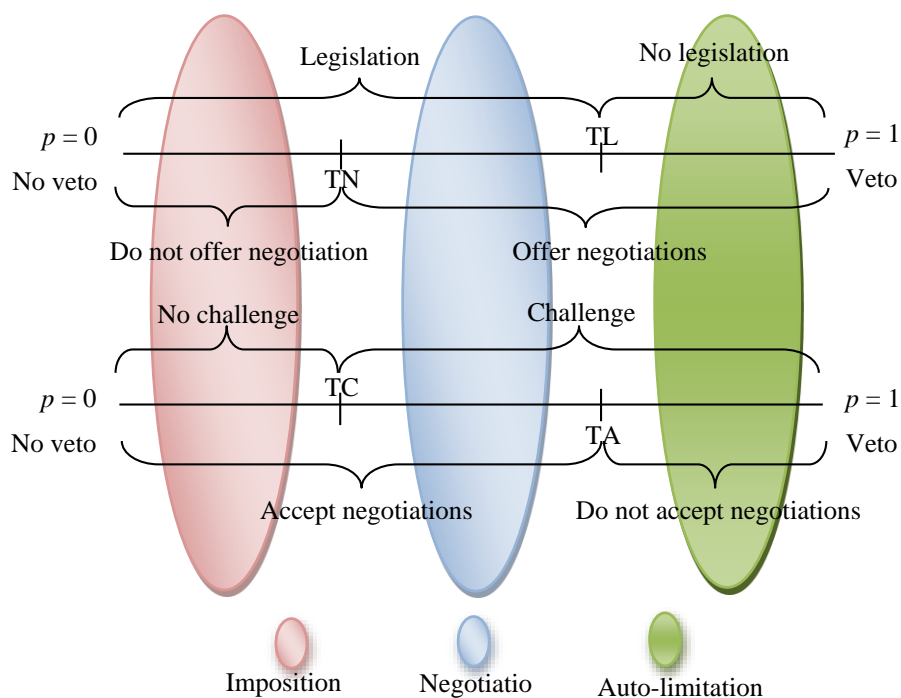 Legislation
No legislation
p = 0
TL
p = 1
No veto
TN
Veto
Do not offer negotiation
Offer negotiations
No challenge
Challenge
p = 0
TC
p = 1
No veto
TA
Veto
Accept negotiations
Do not accept negotiations
Imposition
Negotiatio
Auto-limitation